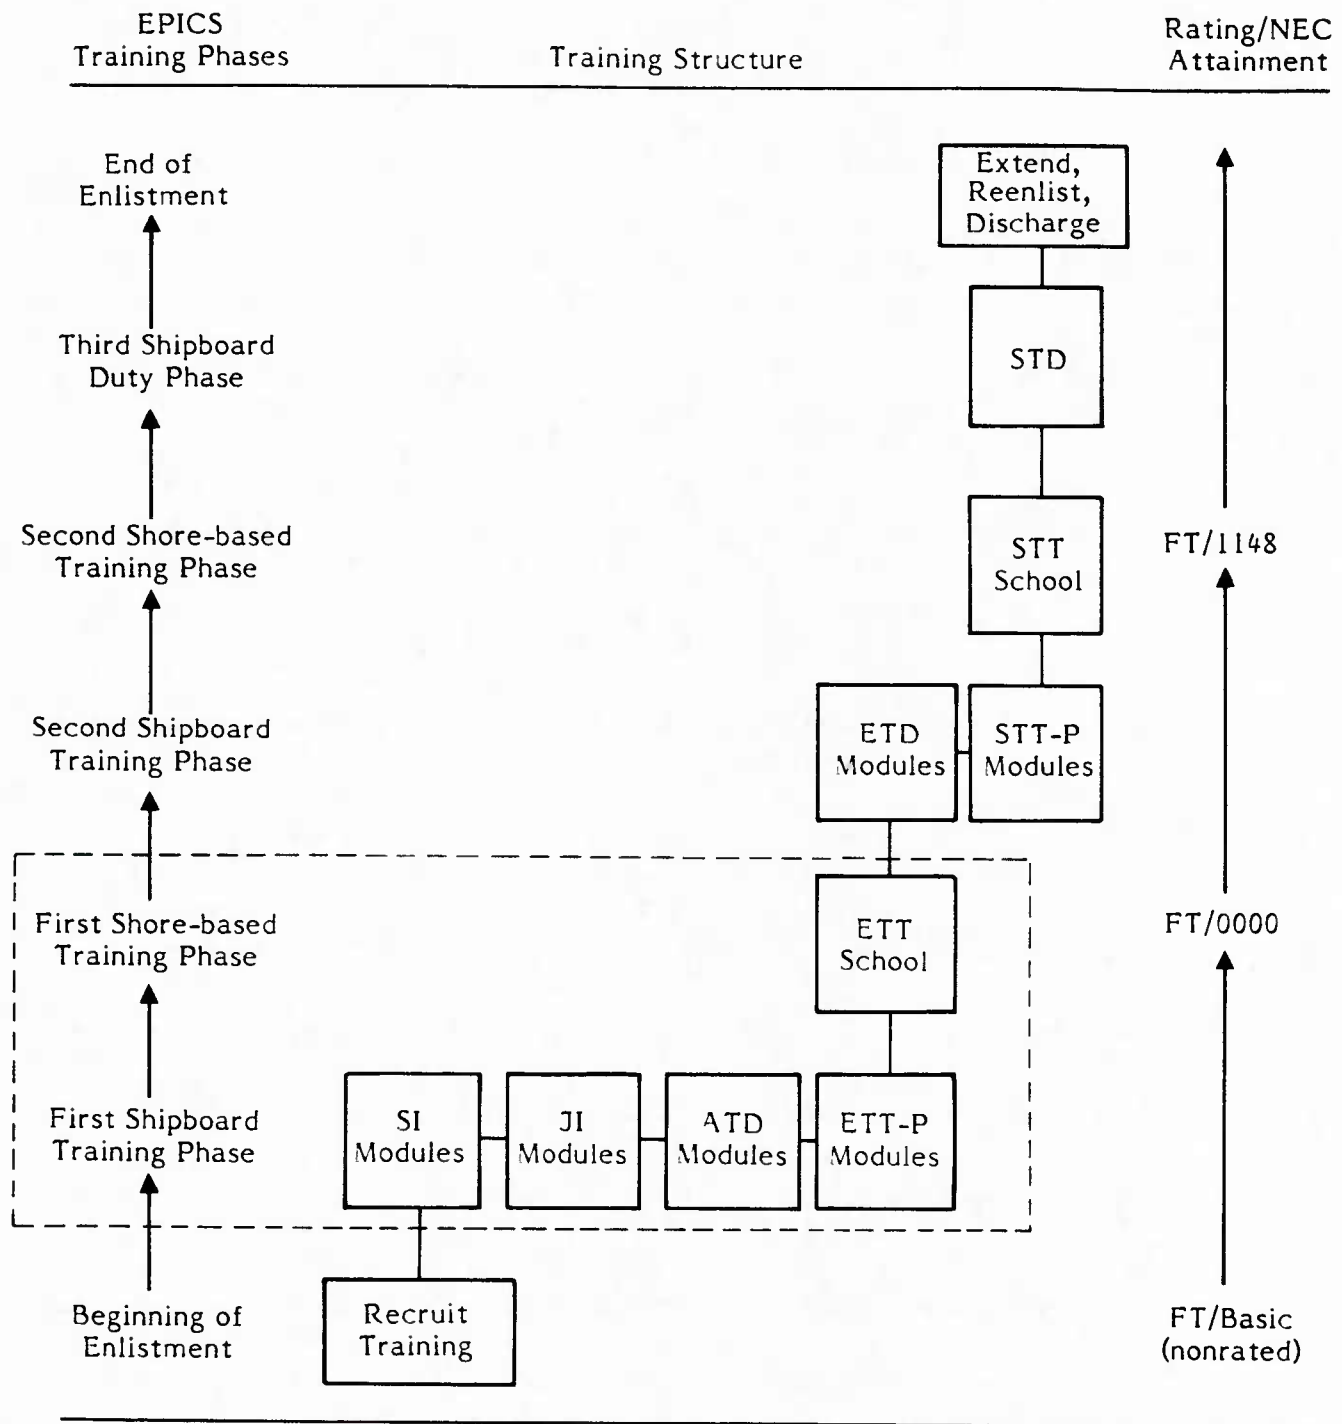 EPICS
Training Phases
Training Structure
Rating/NEC
Attainment
End of
Enlistment
Extend,
Reenlist,
Discharge
Third Shipboard
Duty Phase
STD
Second Shore-based
Training Phase
STT
School
FT/1148
Second Shipboard
Training Phase
ETD
Modules
STT-P
Modules
First Shore-based
Training Phase
ETT
School
FT/0000
First Shipboard
Training Phase
SI
Modules
JI
Modules
ATD
Modules
ETT-P
Modules
Beginning of
Enlistment
Recruit
Training
FT/Basic
(nonrated)